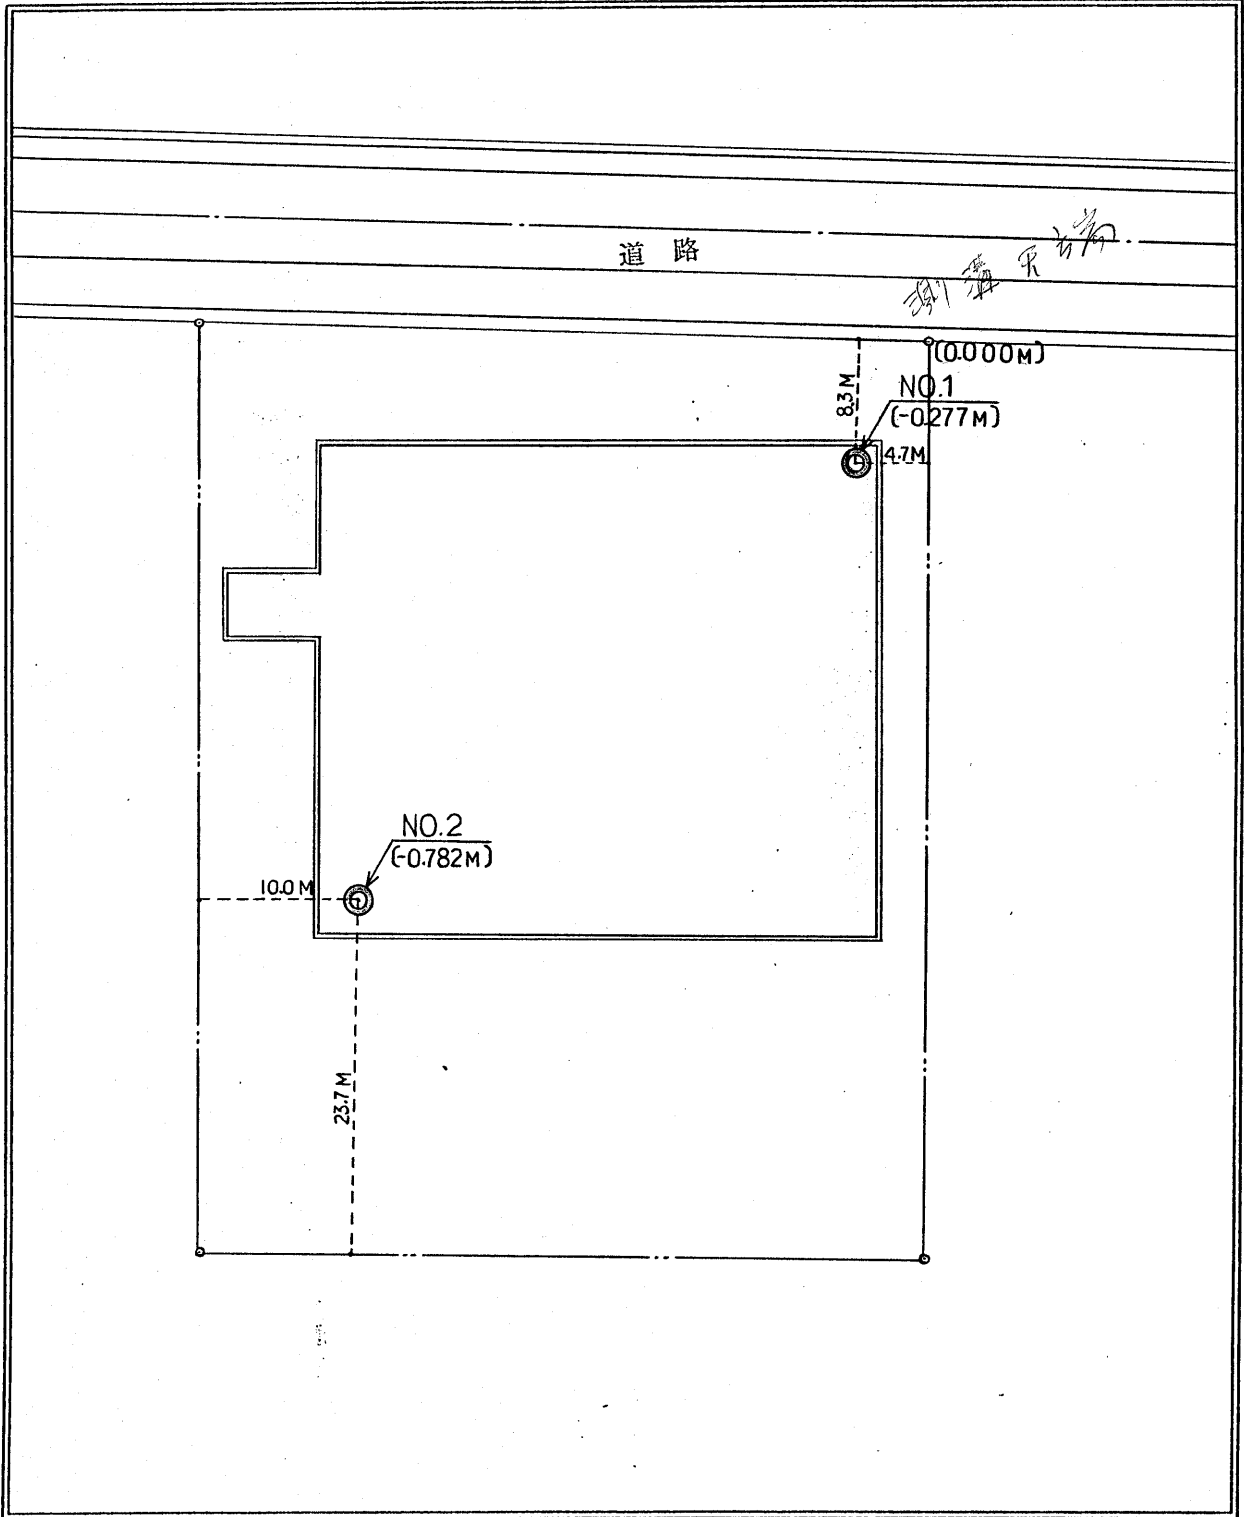 道路
(0.000M)
8.3M
NO.1
(-0.277M)
4.7M
NO.2
(-0.782M)
10.0M
23.7M